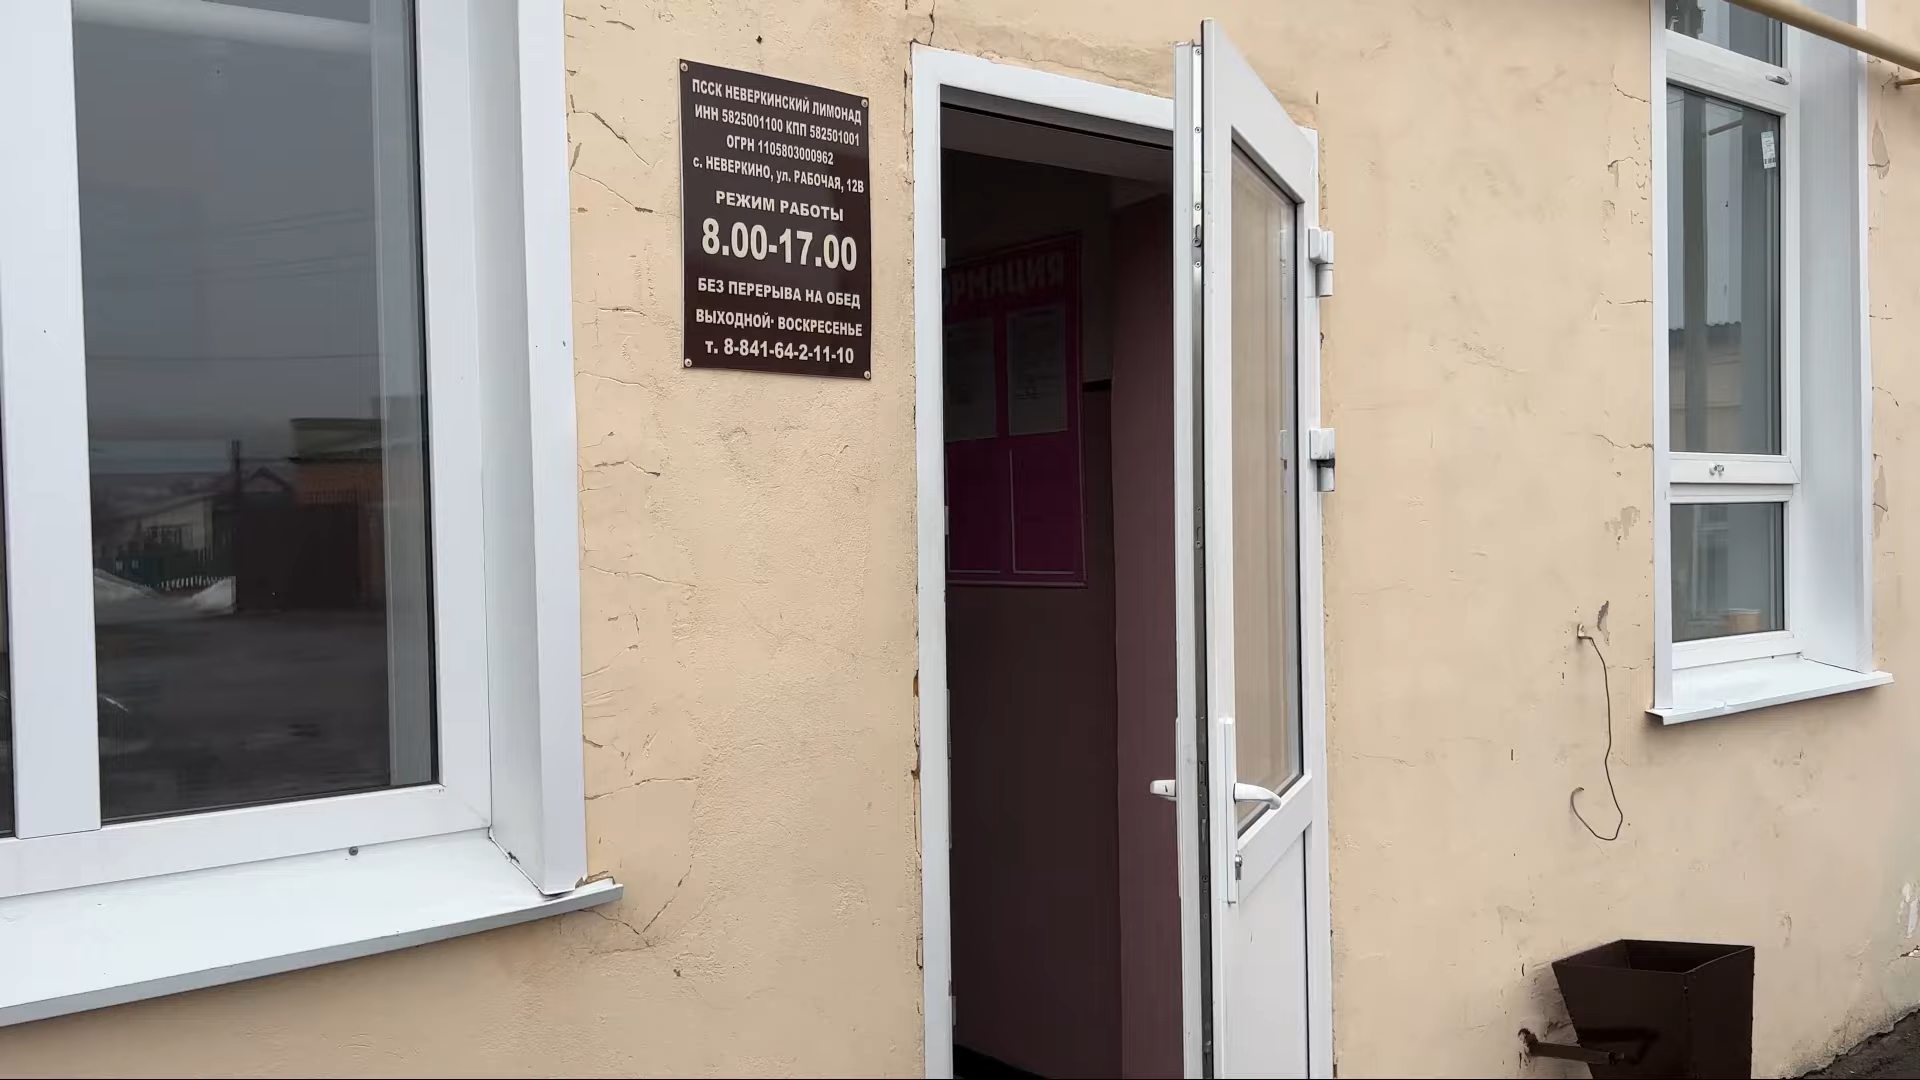 ПССК НЕВЕРКИНСКИЙ ЛИМОНАД
ИНН 5825001100 КПП 582501001
ОГРН 1105803000962
с. НЕВЕРКИНО, ул. РАБОЧАЯ, 12В
РЕЖИМ РАБОТЫ
8.00-17.00
БЕЗ ПЕРЕРЫВА НА ОБЕД
ВЫХОДНОЙ- ВОСКРЕСЕНЬЕ
т. 8-841-64-2-11-10
ОРМАЦИЯ